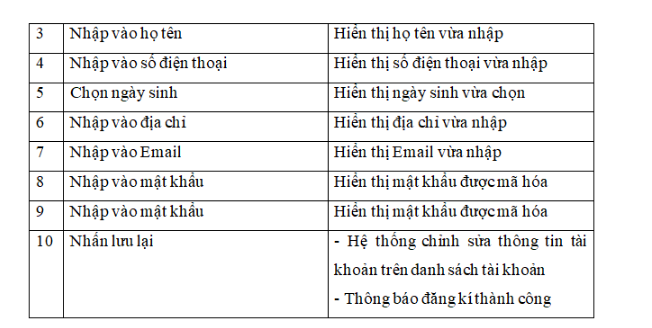 3 Nhập vào họ tên Hiển thị họ tên vừa nhập
4 Nhập vào số điện thoại Hiển thị số điện thoại vừa nhập
5 Chọn ngày sinh Hiển thị ngày sinh vừa chọn
6 Nhập vào địa chỉ Hiển thị địa chỉ vừa nhập
7 Nhập vào Email Hiển thị Email vừa nhập
8 Nhập vào mật khẩu Hiển thị mật khẩu được mã hóa
9 Nhập vào mật khẩu Hiển thị mật khẩu được mã hóa
10 Nhấn lưu lại - Hệ thống chỉnh sửa thông tin tài
khoản trên danh sách tài khoản
- Thông báo đăng kí thành công